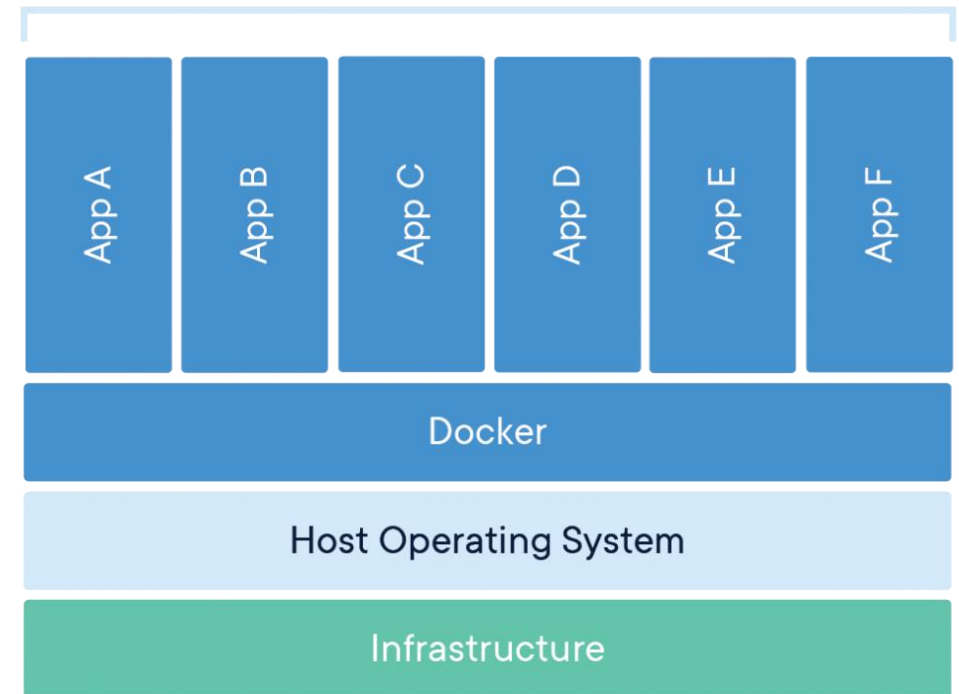 App A
App B
App C
App D
App E
App F
Docker
Host Operating System
Infrastructure